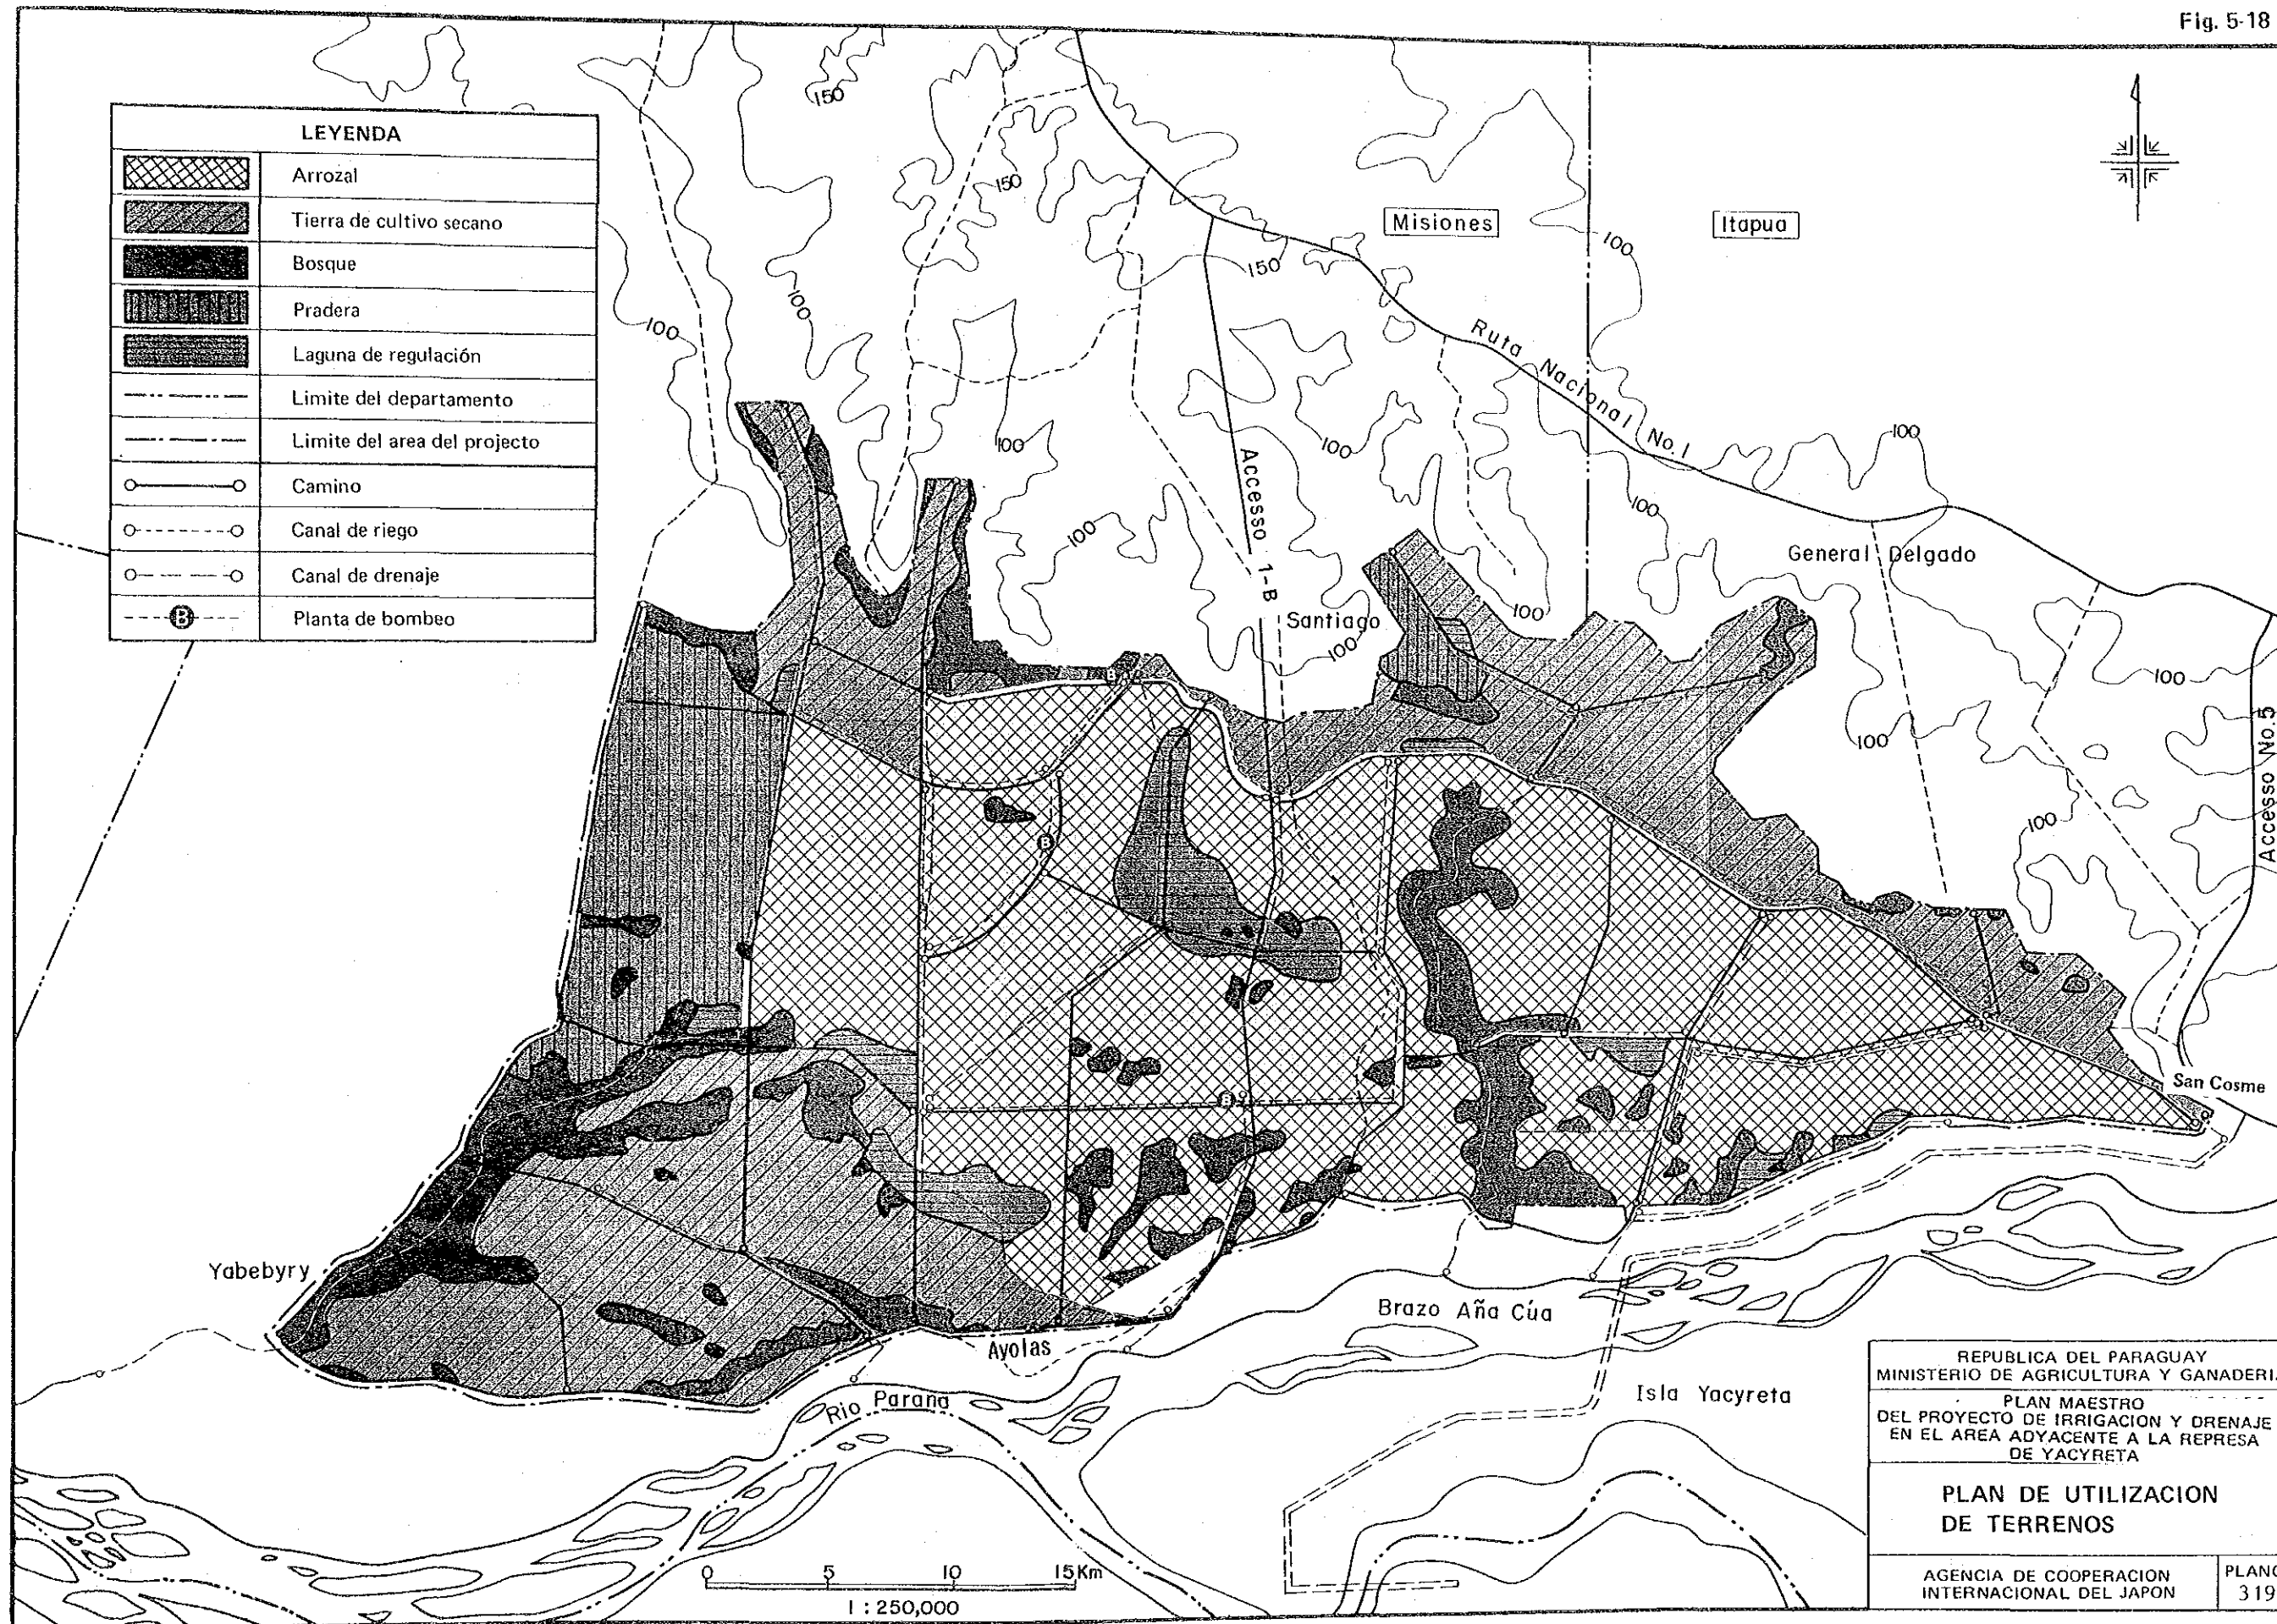 Fig. 5-18
LEYENDA
Arrozal
Tierra de cultivo secano
Bosque
Pradera
Laguna de regulación
Limite del departamento
Limite del area del projecto
Camino
Canal de riego
Canal de drenaje
B
Planta de bombeo
150
150
150
Misiones
Itapua
100
100
100
Ruta Nacional No.1
100
100
100
100
100
Accesso 1-B
General Delgado
Santiago
100
100
100
100
100
Accesso No.5
B
B
B
San Cosme
Yabebyry
Brazo Aña Cúa
Ayolas
Rio Parana
Isla Yacyreta
0 5 10 15Km
1 : 250,000
REPUBLICA DEL PARAGUAY
MINISTERIO DE AGRICULTURA Y GANADERI
PLAN MAESTRO
DEL PROYECTO DE IRRIGACION Y DRENAJE
EN EL AREA ADYACENTE A LA REPRESA
DE YACYRETA
PLAN DE UTILIZACION
DE TERRENOS
AGENCIA DE COOPERACION
INTERNACIONAL DEL JAPON
PLANO
319